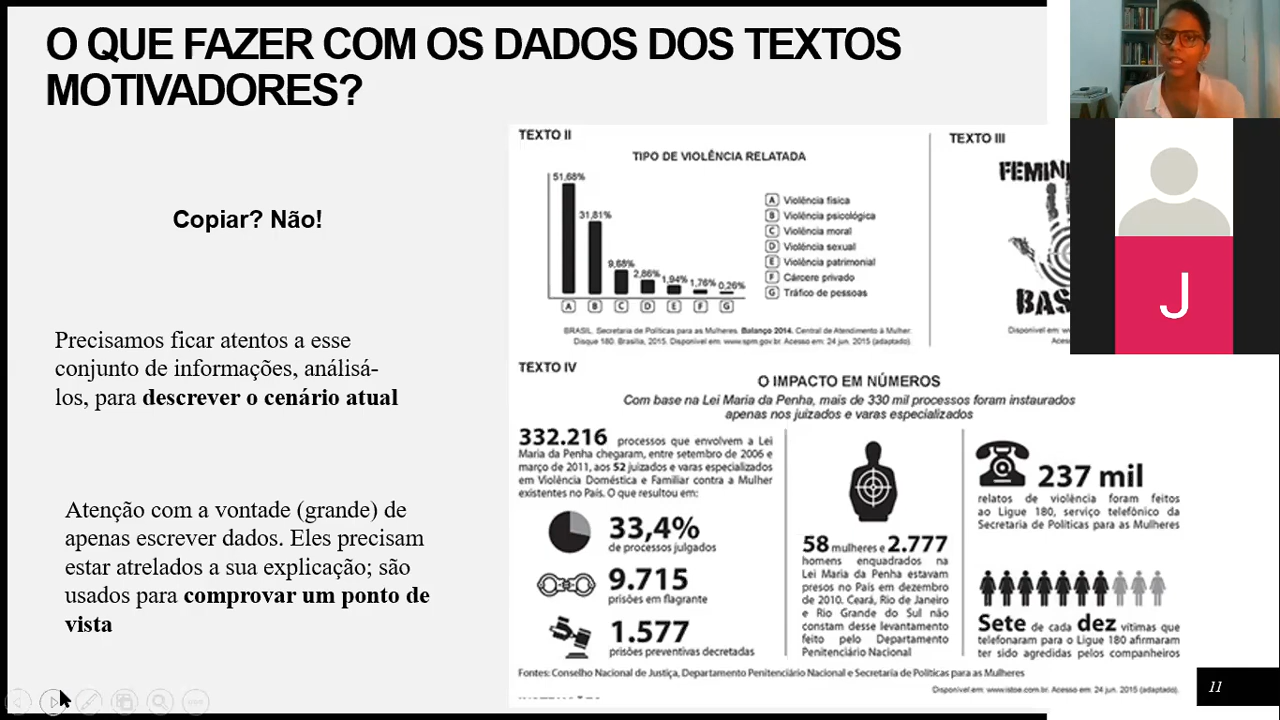 O QUE FAZER COM OS DADOS DOS TEXTOS
MOTIVADORES?
Copiar? Não!
Precisamos ficar atentos a esse
conjunto de informações, análisá-
los, para descrever o cenário atual
Atenção com a vontade (grande) de
apenas escrever dados. Eles precisam
estar atrelados a sua explicação; são
usados para comprovar um ponto de
vista
TEXTO II
TIPO DE VIOLÊNCIA RELATADA
51,68%
31,81%
9,68%
2,86%
1,94%
1,76%
0,26%
A B C D E F G
A Violência física
B Violência psicológica
C Violência moral
D Violência sexual
E Violência patrimonial
F Cárcere privado
G Tráfico de pessoas
BRASIL. Secretaria de Políticas para as Mulheres. Balanço 2014. Central de Atendimento à Mulher:
Disque 180. Brasília, 2015. Disponível em: www.spm.gov.br. Acesso em: 24 jun. 2015 (adaptado).
TEXTO III
FEMIN
BAS
Disponível em: w
TEXTO IV
O IMPACTO EM NÚMEROS
Com base na Lei Maria da Penha, mais de 330 mil processos foram instaurados
apenas nos juizados e varas especializados
332.216 processos que envolvem a Lei
Maria da Penha chegaram, entre setembro de 2006 e
março de 2011, aos 52 juizados e varas especializados
em Violência Doméstica e Familiar contra a Mulher
existentes no País. O que resultou em:
33,4%
de processos julgados
9.715
prisões em flagrante
1.577
prisões preventivas decretadas
58 mulheres e 2.777
homens enquadrados na
Lei Maria da Penha estavam
presos no País em dezembro
de 2010. Ceará, Rio de Janeiro
e Rio Grande do Sul não
constam desse levantamento
feito pelo Departamento
Penitenciário Nacional
237 mil
relatos de violência foram feitos
ao Ligue 180, serviço telefônico da
Secretaria de Políticas para as Mulheres
Sete de cada dez vítimas que
telefonaram para o Ligue 180 afirmaram
ter sido agredidas pelos companheiros
Fontes: Conselho Nacional de Justiça, Departamento Penitenciário Nacional e Secretaria de Políticas para as Mulheres
Disponível em: www.istoe.com.br. Acesso em: 24 jun. 2015 (adaptado).
J
11